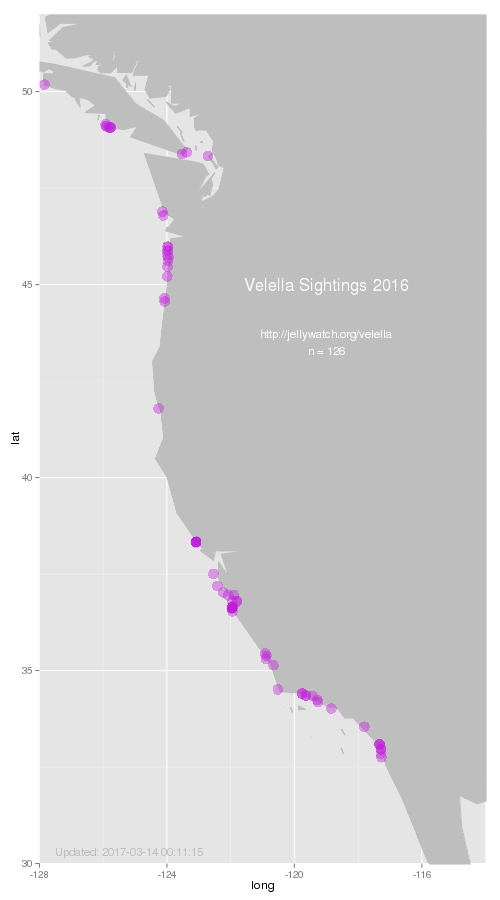 50
45
40
35
30
lat
Velella Sightings 2016
http://jellywatch.org/velella
n = 126
Updated: 2017-03-14 00:11:15
-128
-124
-120
-116
long